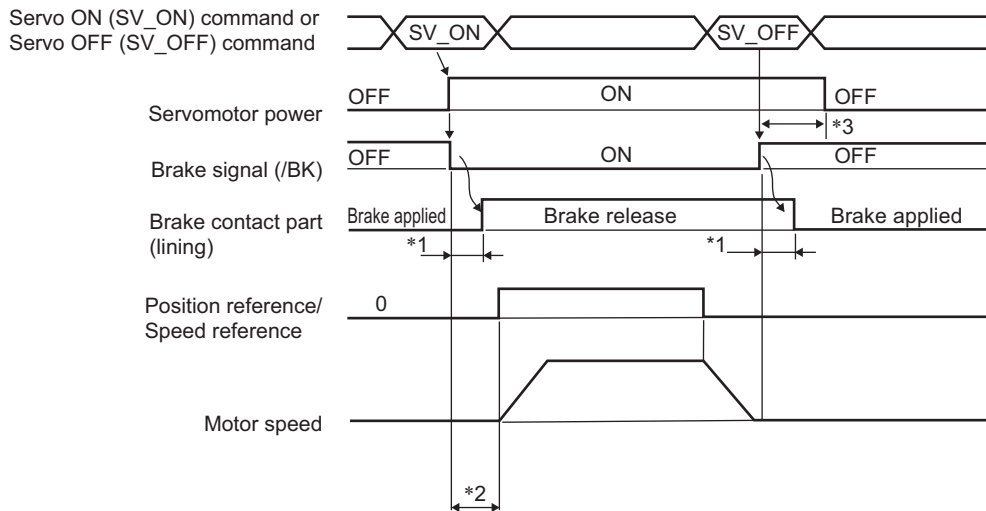 Servo ON (SV_ON) command or
Servo OFF (SV_OFF) command
SV_ON
SV_OFF
Servomotor power
OFF
ON
OFF
*3
Brake signal (/BK)
OFF
ON
OFF
Brake contact part
(lining)
Brake applied
Brake release
Brake applied
*1
*1
Position reference/
Speed reference
0
Motor speed
*2